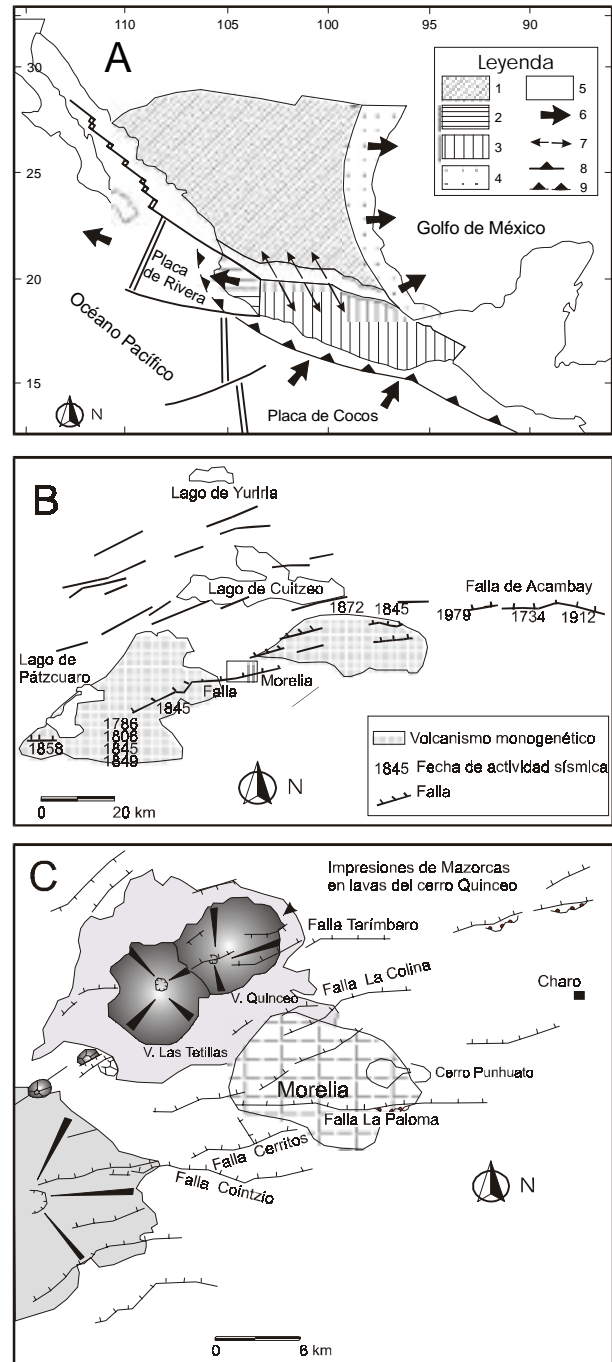 110 105 100 95 90
A
30
25
20
15
Leyenda
1
2
3
4
5
6
7
8
9
Golfo de México
Placa
de Rivera
Océano Pacífico
Placa de Cocos
N
B
Lago de Yuriria
Lago de Cuitzeo
Falla de Acambay
1872 1845
1979 1734 1912
Lago de
Pátzcuaro
Falla Morelia
1845
1786
1806
1845
1849
1858
Volcanismo monogenético
1845 Fecha de actividad sísmica
Falla
0 20 km
N
C
Impresiones de Mazorcas
en lavas del cerro Quinceo
Falla Tarímbaro
Falla La Colina
V. Quinceo
Charo
V. Las Tetillas
Cerro Punhuato
Morelia
Falla La Paloma
Falla Cerritos
Falla Cointzio
N
0 6 km